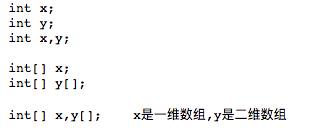 int x;
int y;
int x,y;
int[] x;
int[] y[];
int[] x,y[];    x是一维数组,y是二维数组